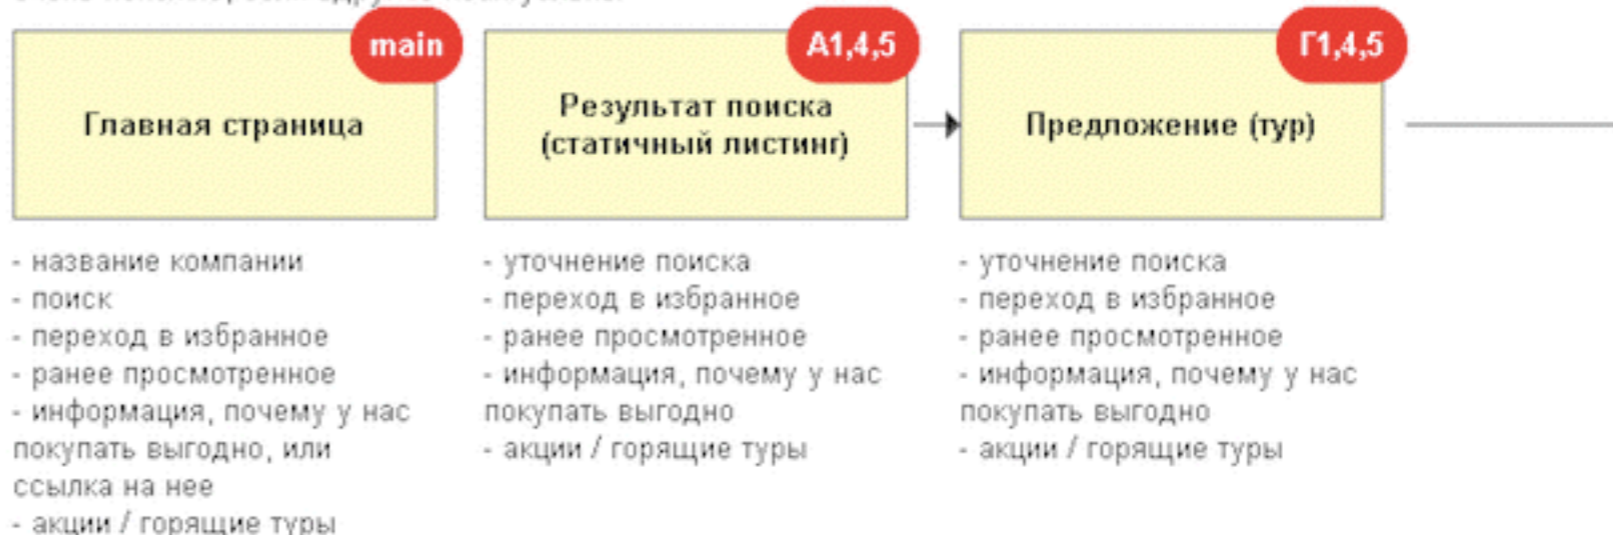 main
Главная страница
- название компании
- поиск
- переход в избранное
- ранее просмотренное
- информация, почему у нас
покупать выгодно, или
ссылка на нее
- акции / горящие туры
А1,4,5
Результат поиска
(статичный листинг)
- уточнение поиска
- переход в избранное
- ранее просмотренное
- информация, почему у нас
покупать выгодно
- акции / горящие туры
Г1,4,5
Предложение (тур)
- уточнение поиска
- переход в избранное
- ранее просмотренное
- информация, почему у нас
покупать выгодно
- акции / горящие туры